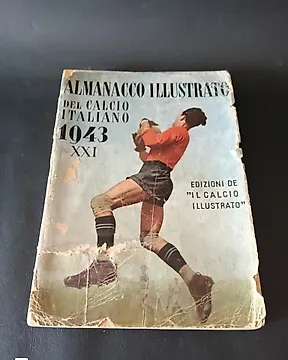 ALMANACCO ILLUSTRATO
DEL CALCIO
ITALIANO
1943
XXI
EDIZIONI DE
"IL CALCIO
ILLUSTRATO"